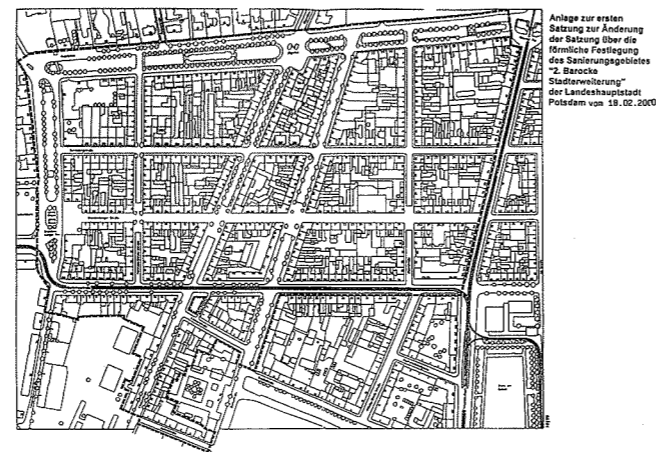 Anlage zur ersten
Satzung zur Änderung
der Satzung über die
förmliche Festlegung
des Sanierungsgebietes
"2. Barocke
Stadterweiterung"
der Landeshauptstadt
Potsdam vom 18.02.2000